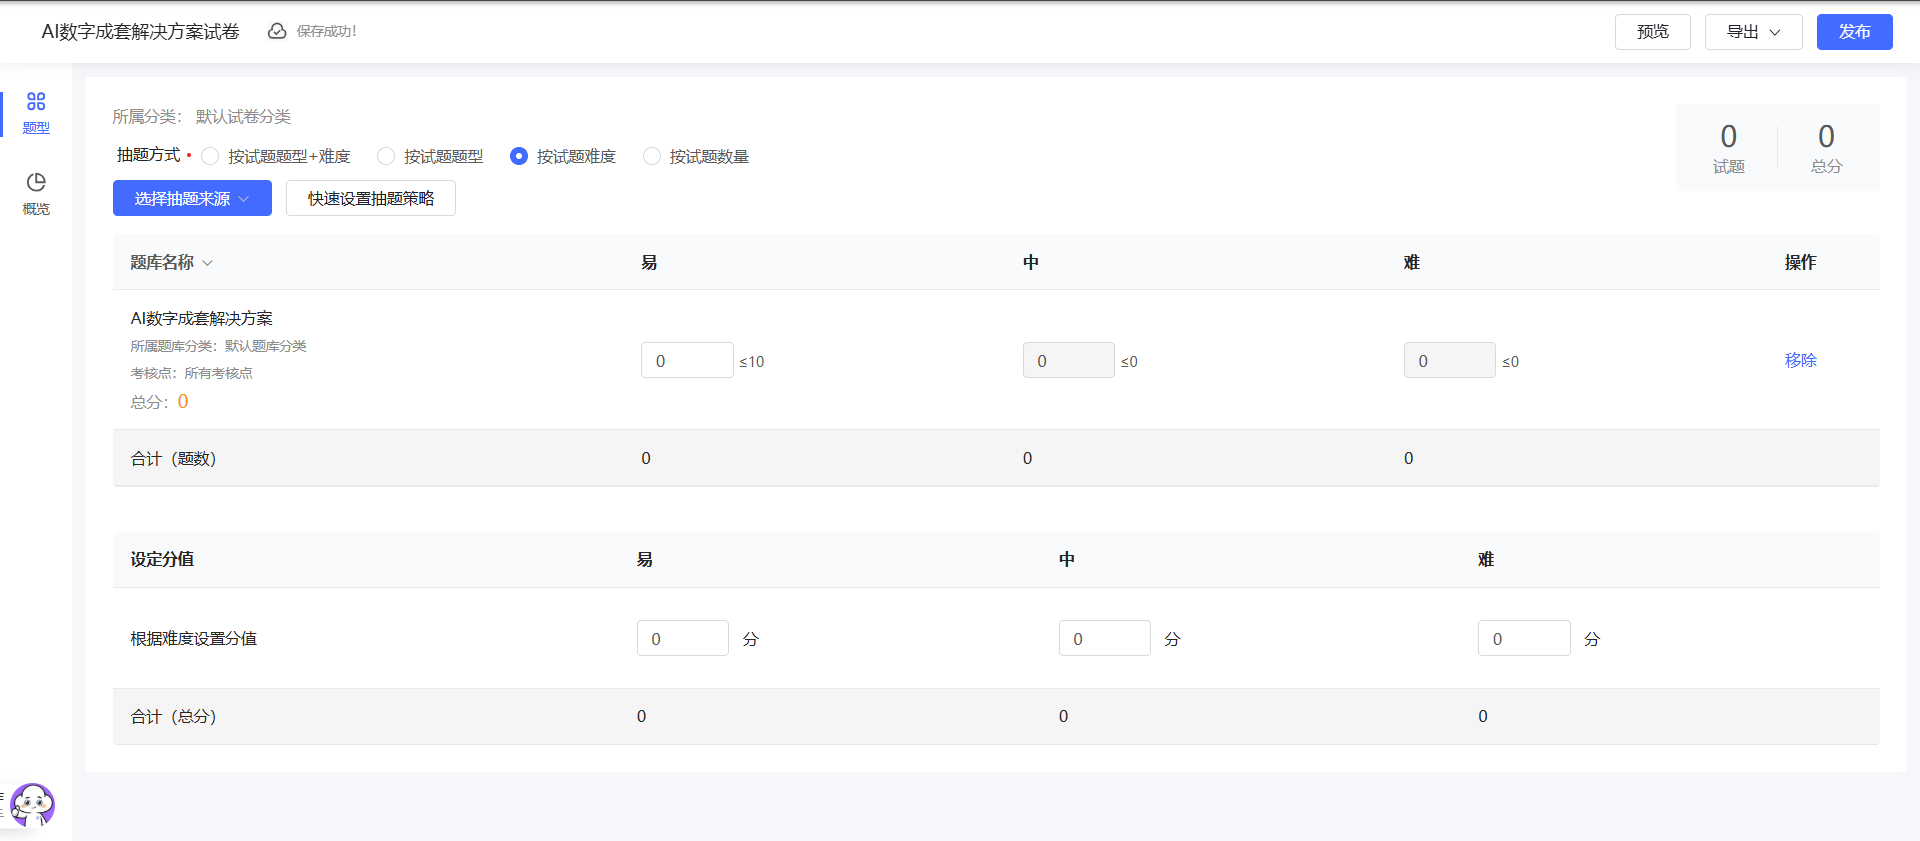 AI数字成套解决方案试卷 保存成功!
预览 导出 发布
题型
概览
所属分类: 默认试卷分类
抽题方式• 按试题题型+难度 按试题题型 按试题难度 按试题数量
0 0
试题 总分
选择抽题来源 快速设置抽题策略
题库名称 易 中 难 操作
AI数字成套解决方案
所属题库分类: 默认题库分类
考核点: 所有考核点
总分: 0
0 ≤10 0 ≤0 0 ≤0 移除
合计 (题数) 0 0 0
设定分值 易 中 难
根据难度设置分值 0 分 0 分 0 分
合计 (总分) 0 0 0